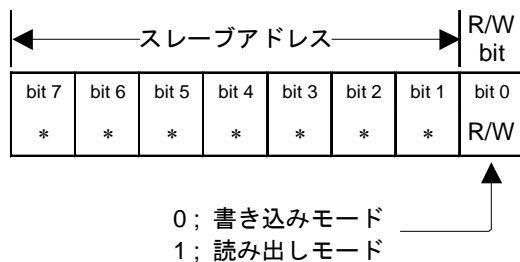 スレーブアドレス R/W
bit
bit 7 bit 6 bit 5 bit 4 bit 3 bit 2 bit 1 bit 0
* * * * * * * R/W
0 ; 書き込みモード
1 ; 読み出しモード